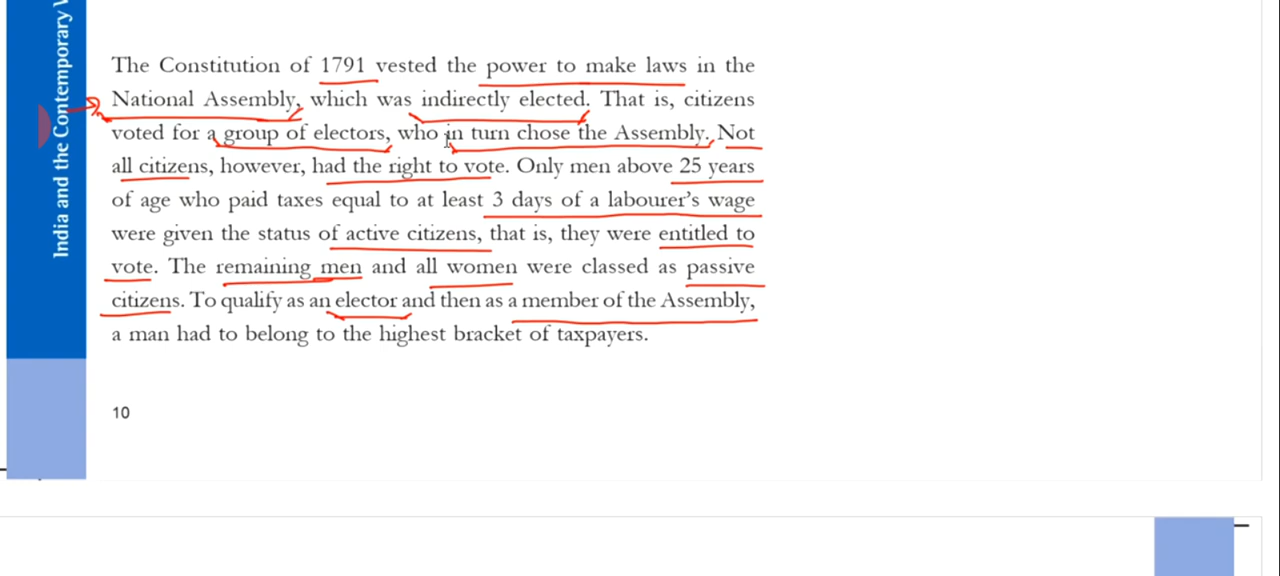 India and the Contemporary
The Constitution of 1791 vested the power to make laws in the
National Assembly, which was indirectly elected. That is, citizens
voted for a group of electors, who in turn chose the Assembly. Not
all citizens, however, had the right to vote. Only men above 25 years
of age who paid taxes equal to at least 3 days of a labourer's wage
were given the status of active citizens, that is, they were entitled to
vote. The remaining men and all women were classed as passive
citizens. To qualify as an elector and then as a member of the Assembly,
a man had to belong to the highest bracket of taxpayers.
10